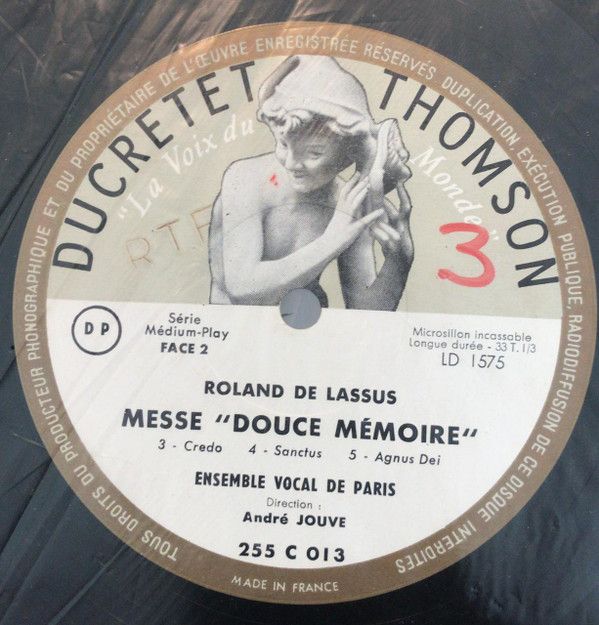 TOUS DROITS DU PRODUCTEUR PHONOGRAPHIQUE ET DU PROPRIÉTAIRE DE L'ŒUVRE ENREGISTRÉE RÉSERVÉS. DUPLICATION, EXÉCUTION PUBLIQUE, RADIODIFFUSION DE CE DISQUE INTERDITES
DUCRETET THOMSON
"La Voix du Monde"
RTF
3
DP
Série
Médium-Play
FACE 2
Microsillon incassable
Longue durée - 33 T. 1/3
LD 1575
ROLAND DE LASSUS
MESSE "DOUCE MÉMOIRE"
3 - Credo 4 - Sanctus 5 - Agnus Dei
ENSEMBLE VOCAL DE PARIS
Direction :
André JOUVE
255 C 013
MADE IN FRANCE